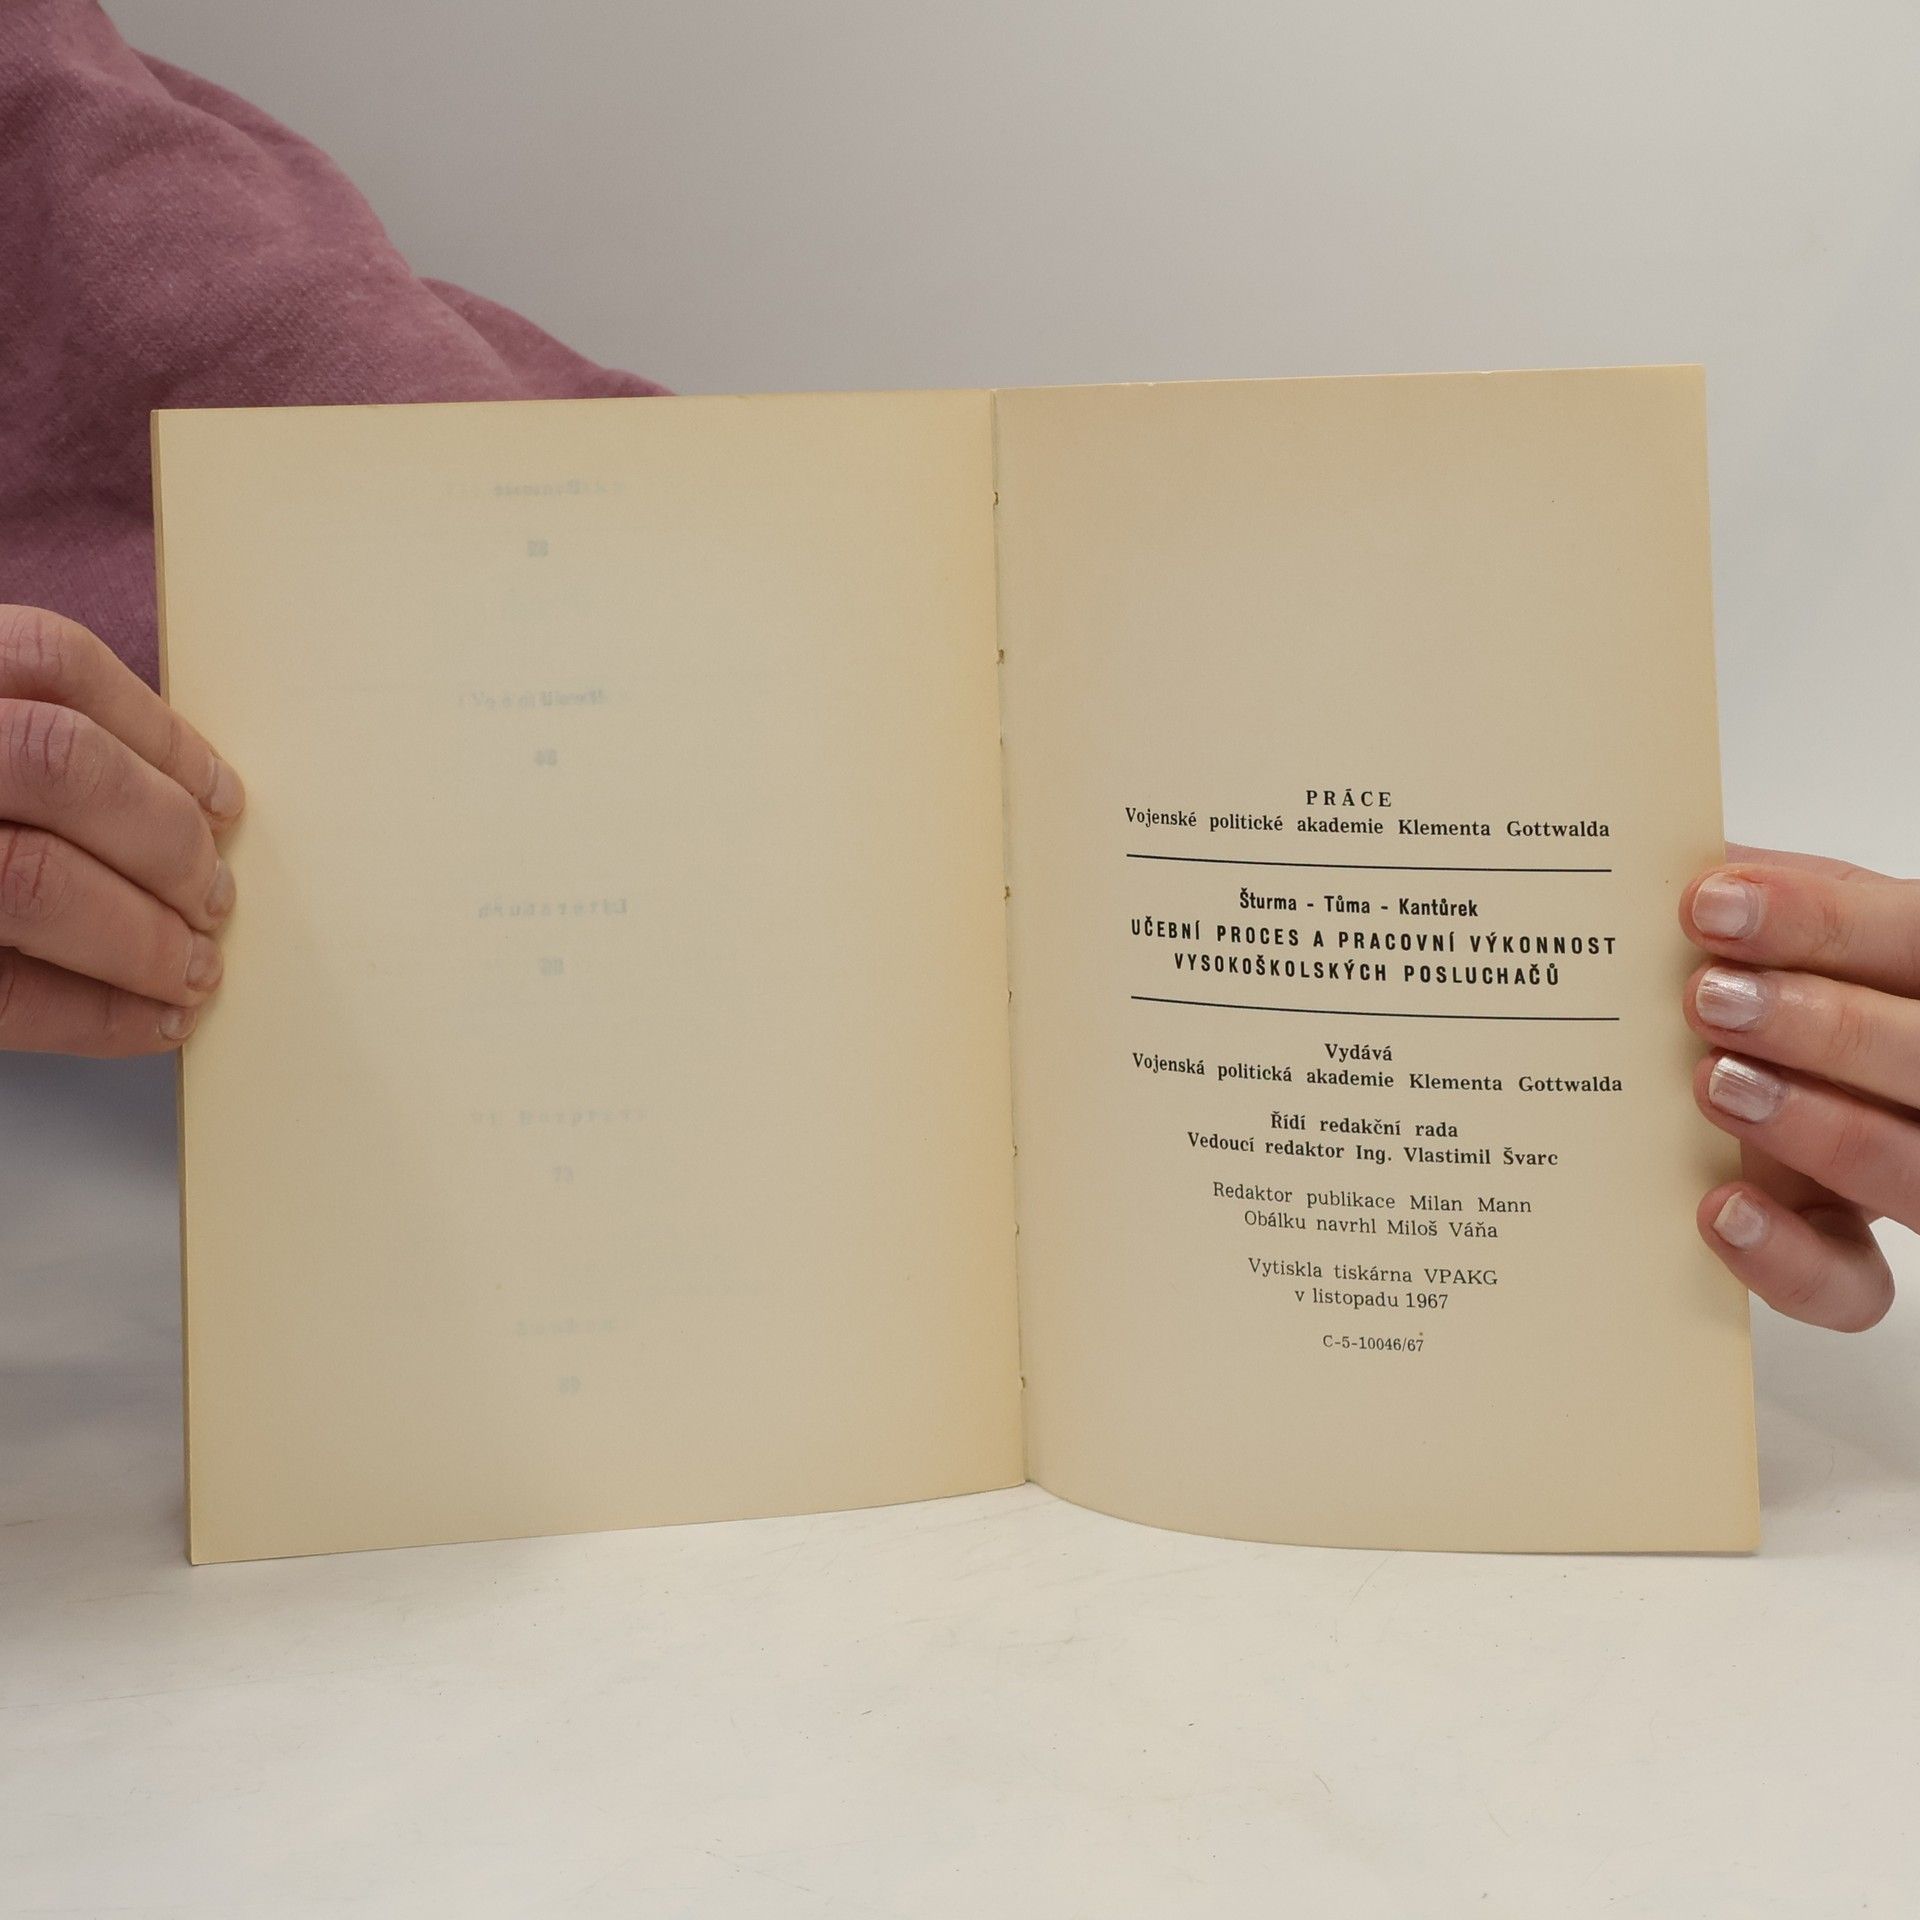 PRÁCE
Vojenské politické akademie Klementa Gottwalda
Šturma - Tůma - Kantůrek
UČEBNÍ PROCES A PRACOVNÍ VÝKONNOST
VYSOKOŠKOLSKÝCH POSLUCHAČŮ
Vydává
Vojenská politická akademie Klementa Gottwalda
Řídí redakční rada
Vedoucí redaktor Ing. Vlastimil Švarc
Redaktor publikace Milan Mann
Obálku navrhl Miloš Váňa
Vytiskla tiskárna VPAKG
v listopadu 1967
C-5-10046/67